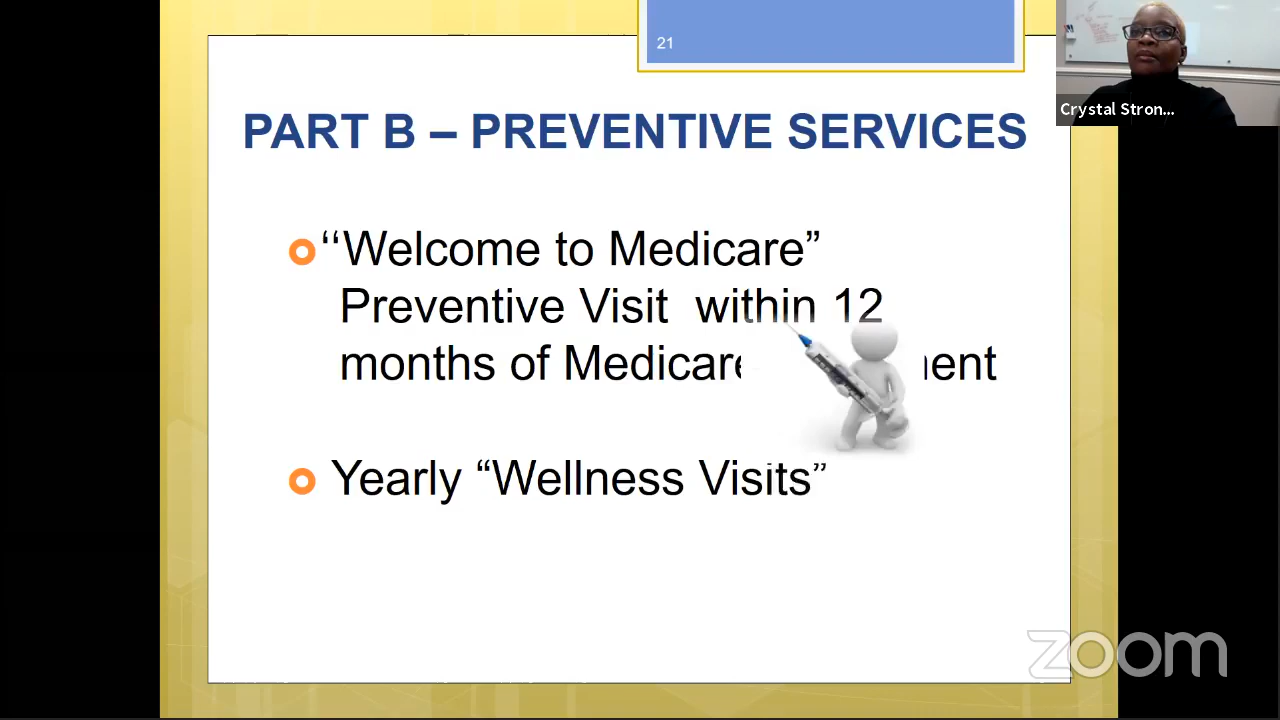 21
Crystal Stron...
PART B – PREVENTIVE SERVICES
‘‘Welcome to Medicare”
Preventive Visit within 12
months of Medicare
Yearly “Wellness Visits”
zoom